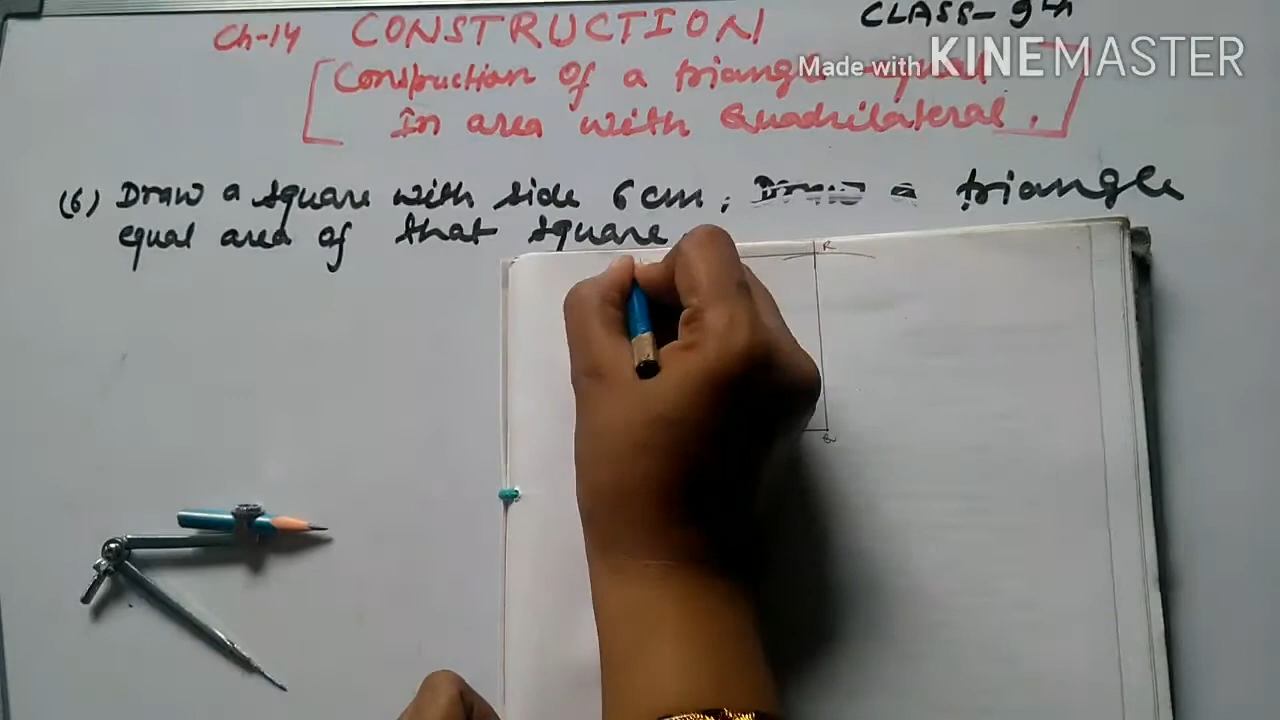 Ch-14 CONSTRUCTION CLASS-9th
Made with KINEMASTER
[Construction Of a triangle equal
In area with Quadrilateral.]
(6) Draw a square with side 6cm, Draw a triangle
equal area of that square
R